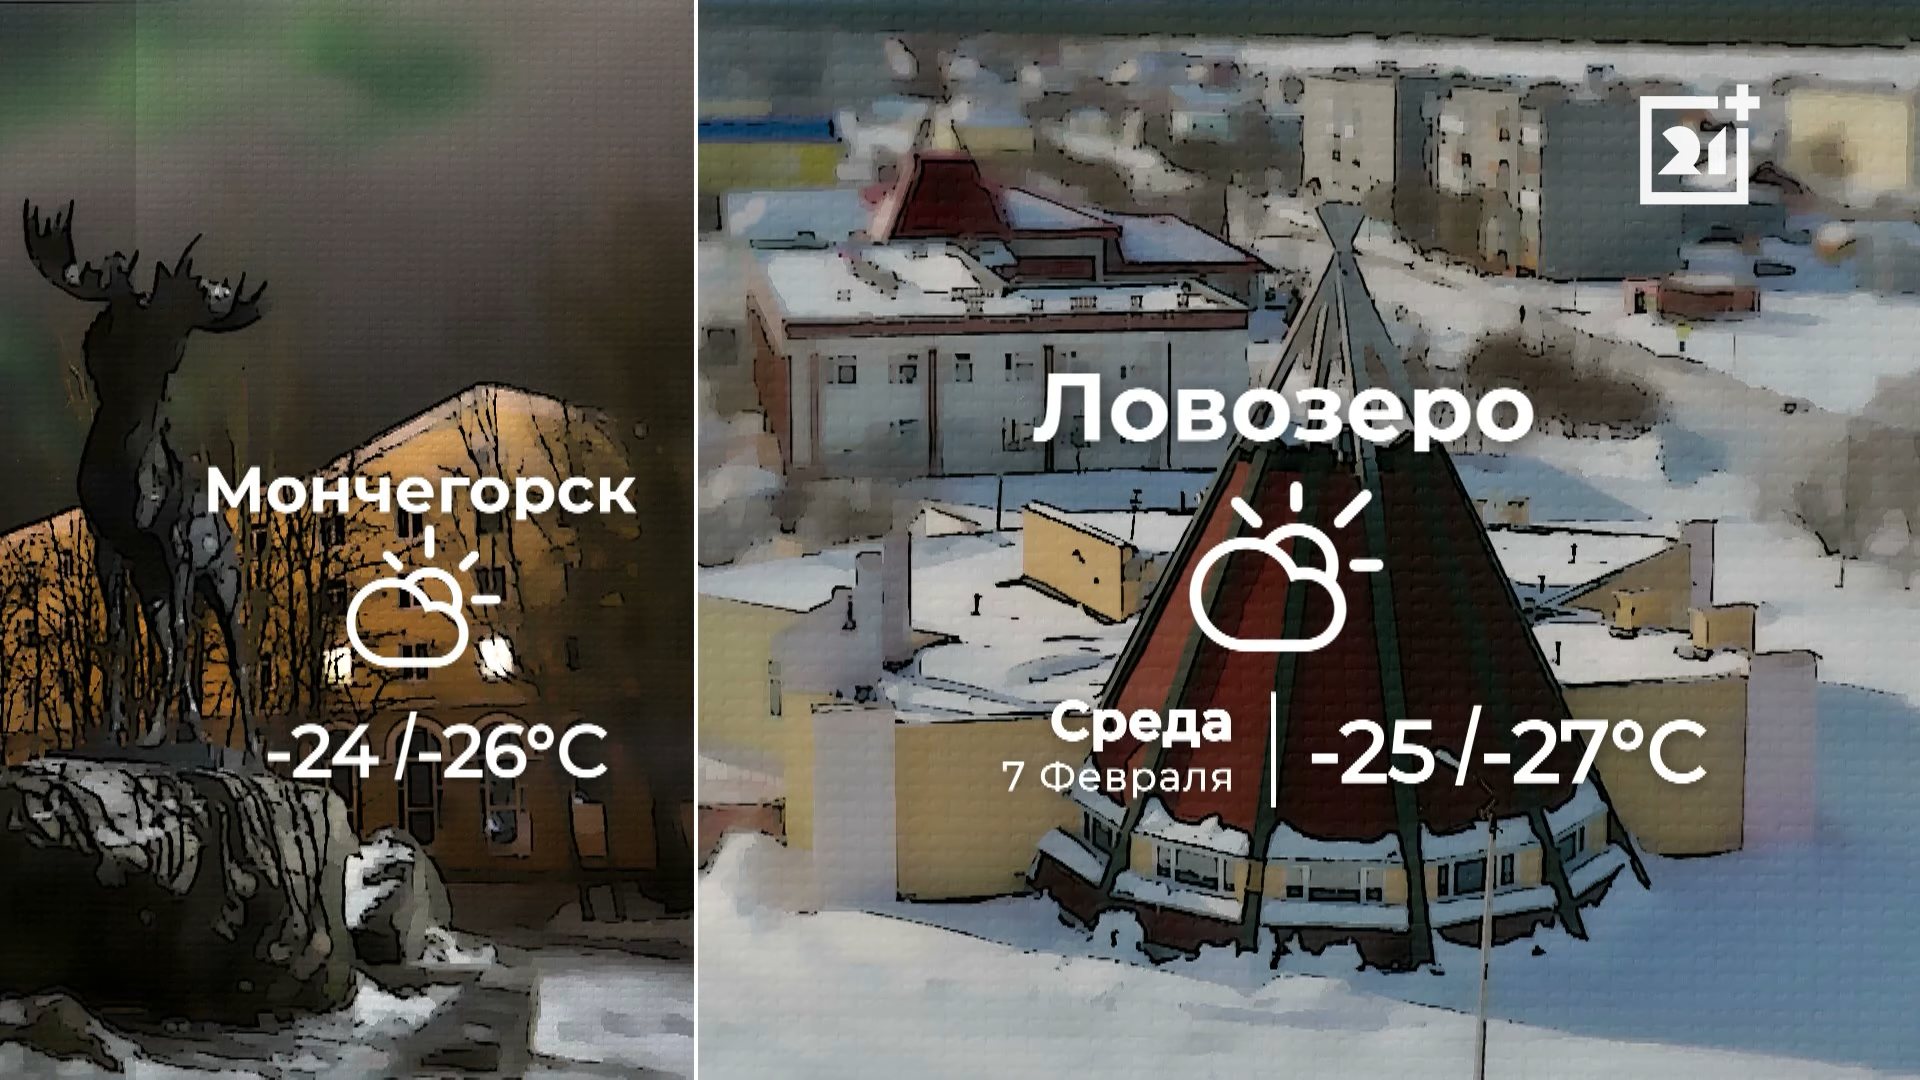 Мончегорск
-24 /-26°C
21+
Ловозеро
Среда
7 Февраля
-25 /-27°C